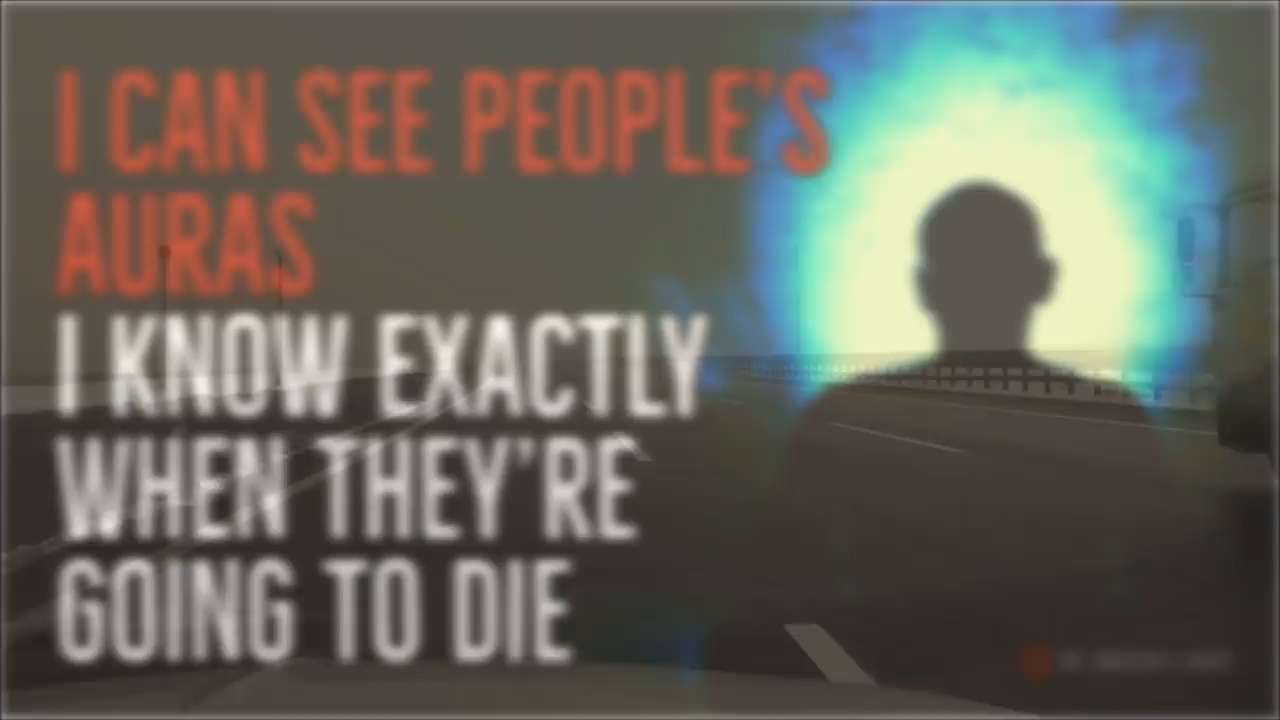 I CAN SEE PEOPLE'S
AURAS
I KNOW EXACTLY
WHEN THEY'RE
GOING TO DIE